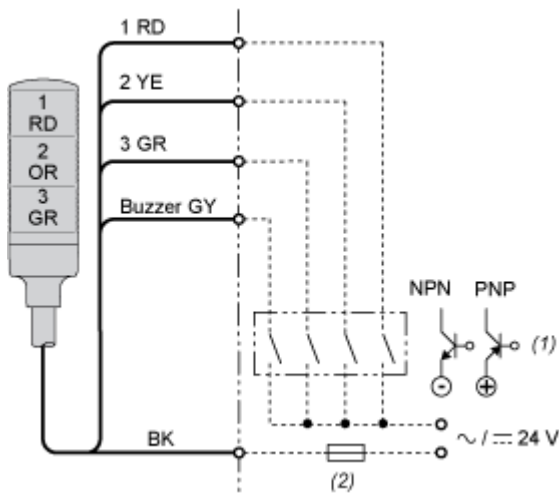 1 RD
2 YE
3 GR
Buzzer GY
1
RD
2
OR
3
GR
NPN PNP
(1)
BK
~ / ⎓ 24 V
(2)